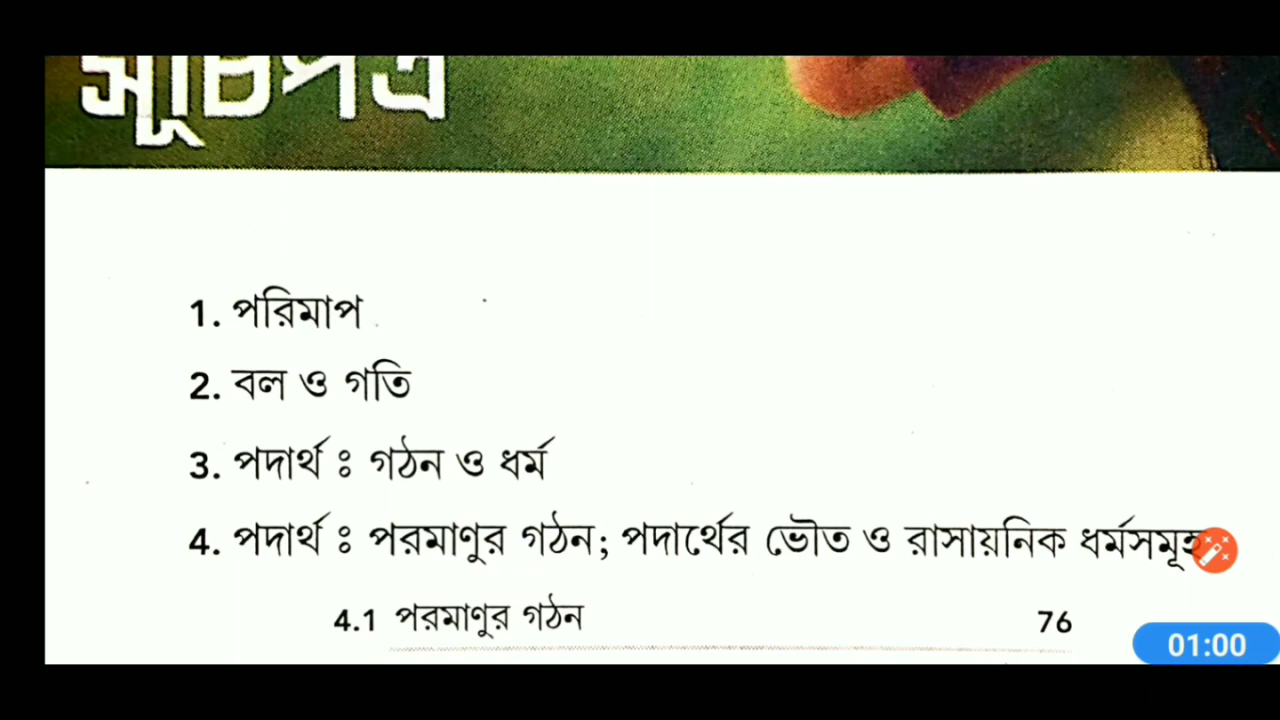 সূচিপত্র
1. পরিমাপ
2. বল ও গতি
3. পদার্থ ঃ গঠন ও ধর্ম
4. পদার্থ ঃ পরমাণুর গঠন; পদার্থের ভৌত ও রাসায়নিক ধর্মসমূহ
4.1 পরমাণুর গঠন 76
01:00